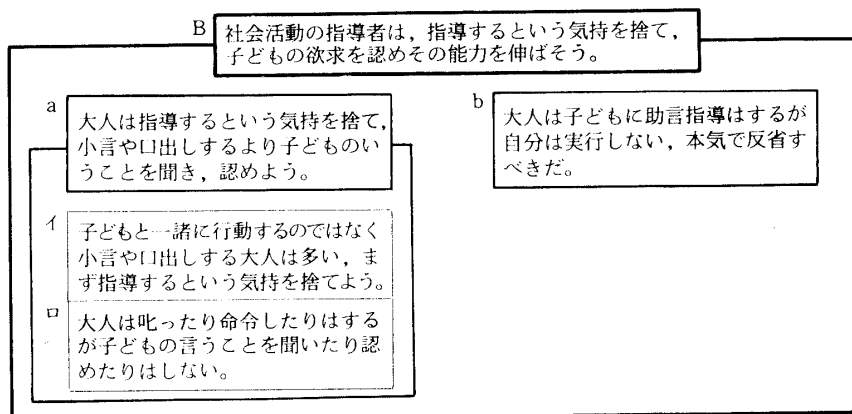 B
社会活動の指導者は，指導するという気持を捨て，
子どもの欲求を認めその能力を伸ばそう。
a
大人は指導するという気持を捨て，
小言や口出しするより子どものい
うことを聞き，認めよう。
イ
子どもと一諸に行動するのではなく
小言や口出しする大人は多い，ま
ず指導するという気持を捨てよう。
ロ
大人は叱ったり命令したりはする
が子どもの言うことを聞いたり認
めたりはしない。
b
大人は子どもに助言指導はするが
自分は実行しない，本気で反省す
べきだ。